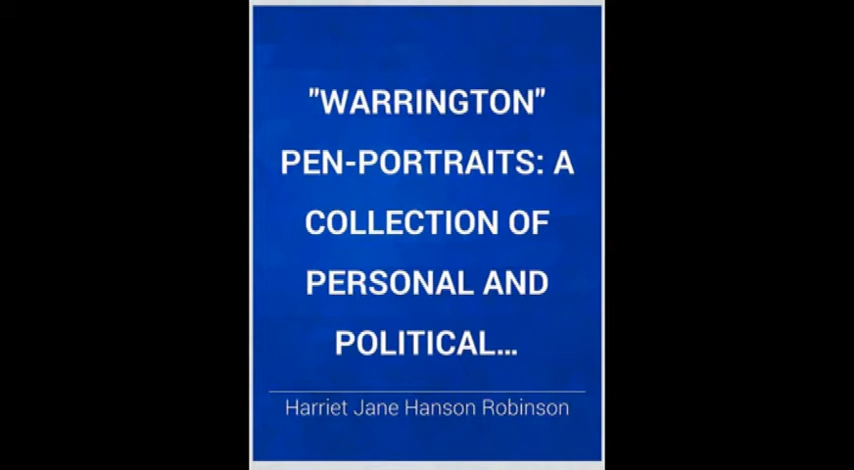 "WARRINGTON"
PEN-PORTRAITS: A
COLLECTION OF
PERSONAL AND
POLITICAL...
Harriet Jane Hanson Robinson